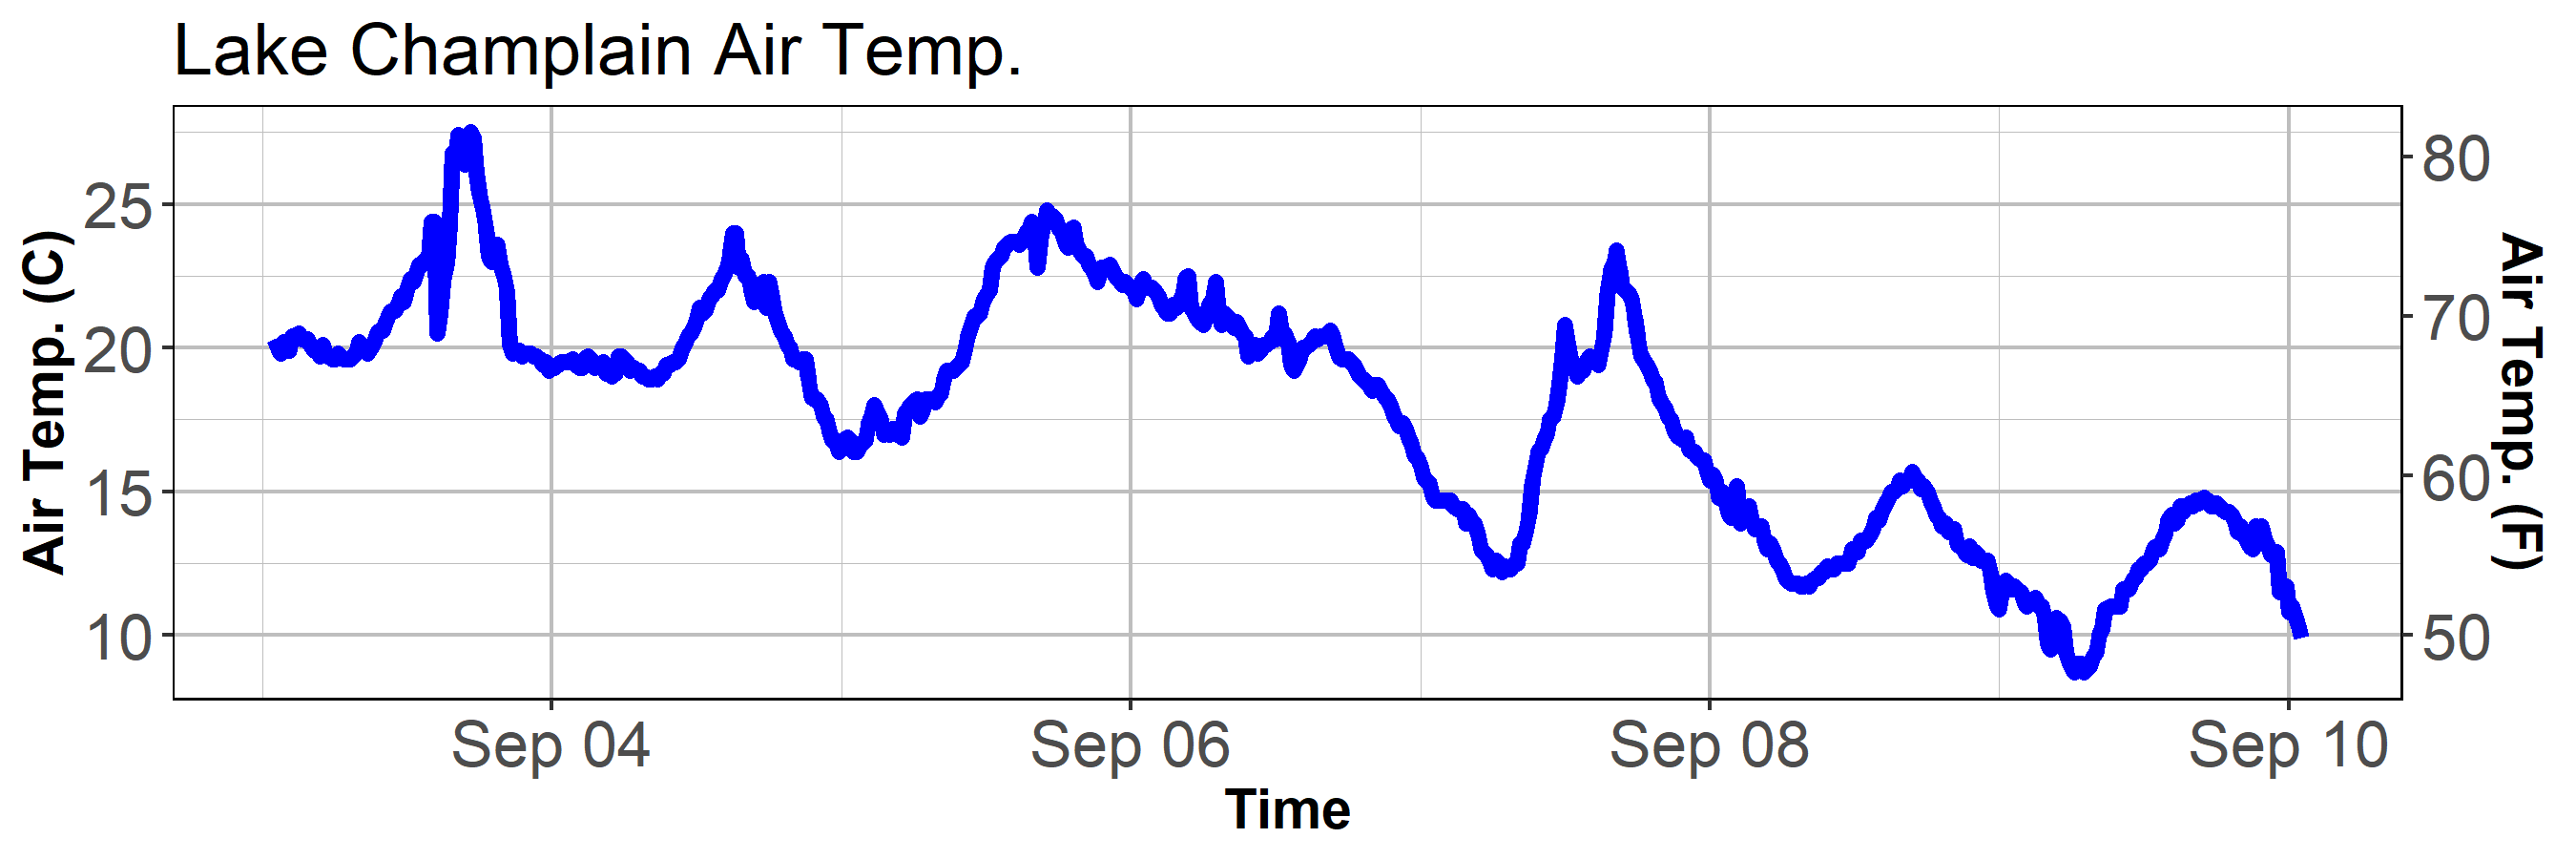 Lake Champlain Air Temp.
Air Temp. (C)
25
20
15
10
80
70
60
50
Air Temp. (F)
Sep 04
Sep 06
Sep 08
Sep 10
Time